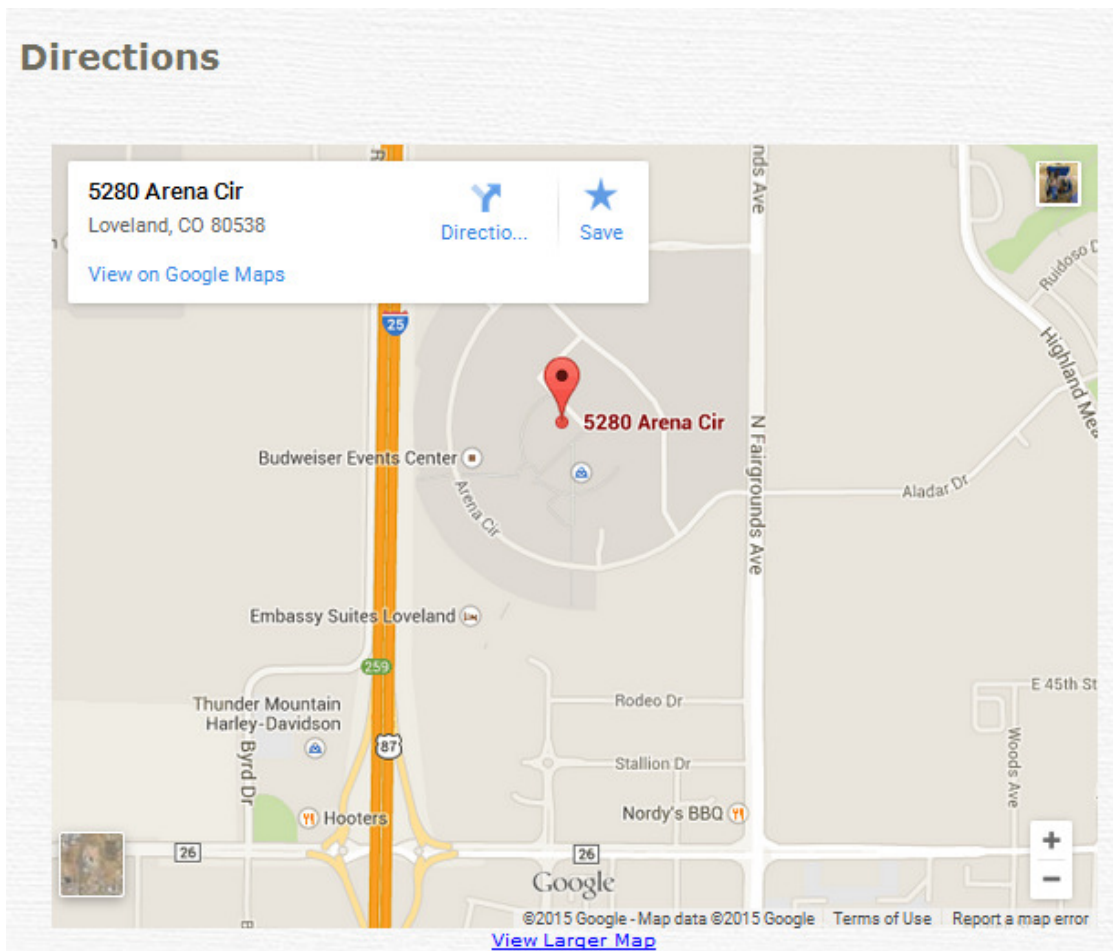 Directions
5280 Arena Cir
Loveland, CO 80538
View on Google Maps
Directio...
Save
nds Ave
Ruidoso
25
Highland Mea
5280 Arena Cir
N Fairgrounds Ave
Budweiser Events Center
Arena Cir
Aladar Dr
Embassy Suites Loveland
259
E 45th St
Thunder Mountain
Harley-Davidson
Rodeo Dr
87
Byrd Dr
Stallion Dr
Woods Ave
Hooters
Nordy's BBQ
26
26
+
−
Google
©2015 Google - Map data ©2015 Google
Terms of Use
Report a map error
View Larger Map